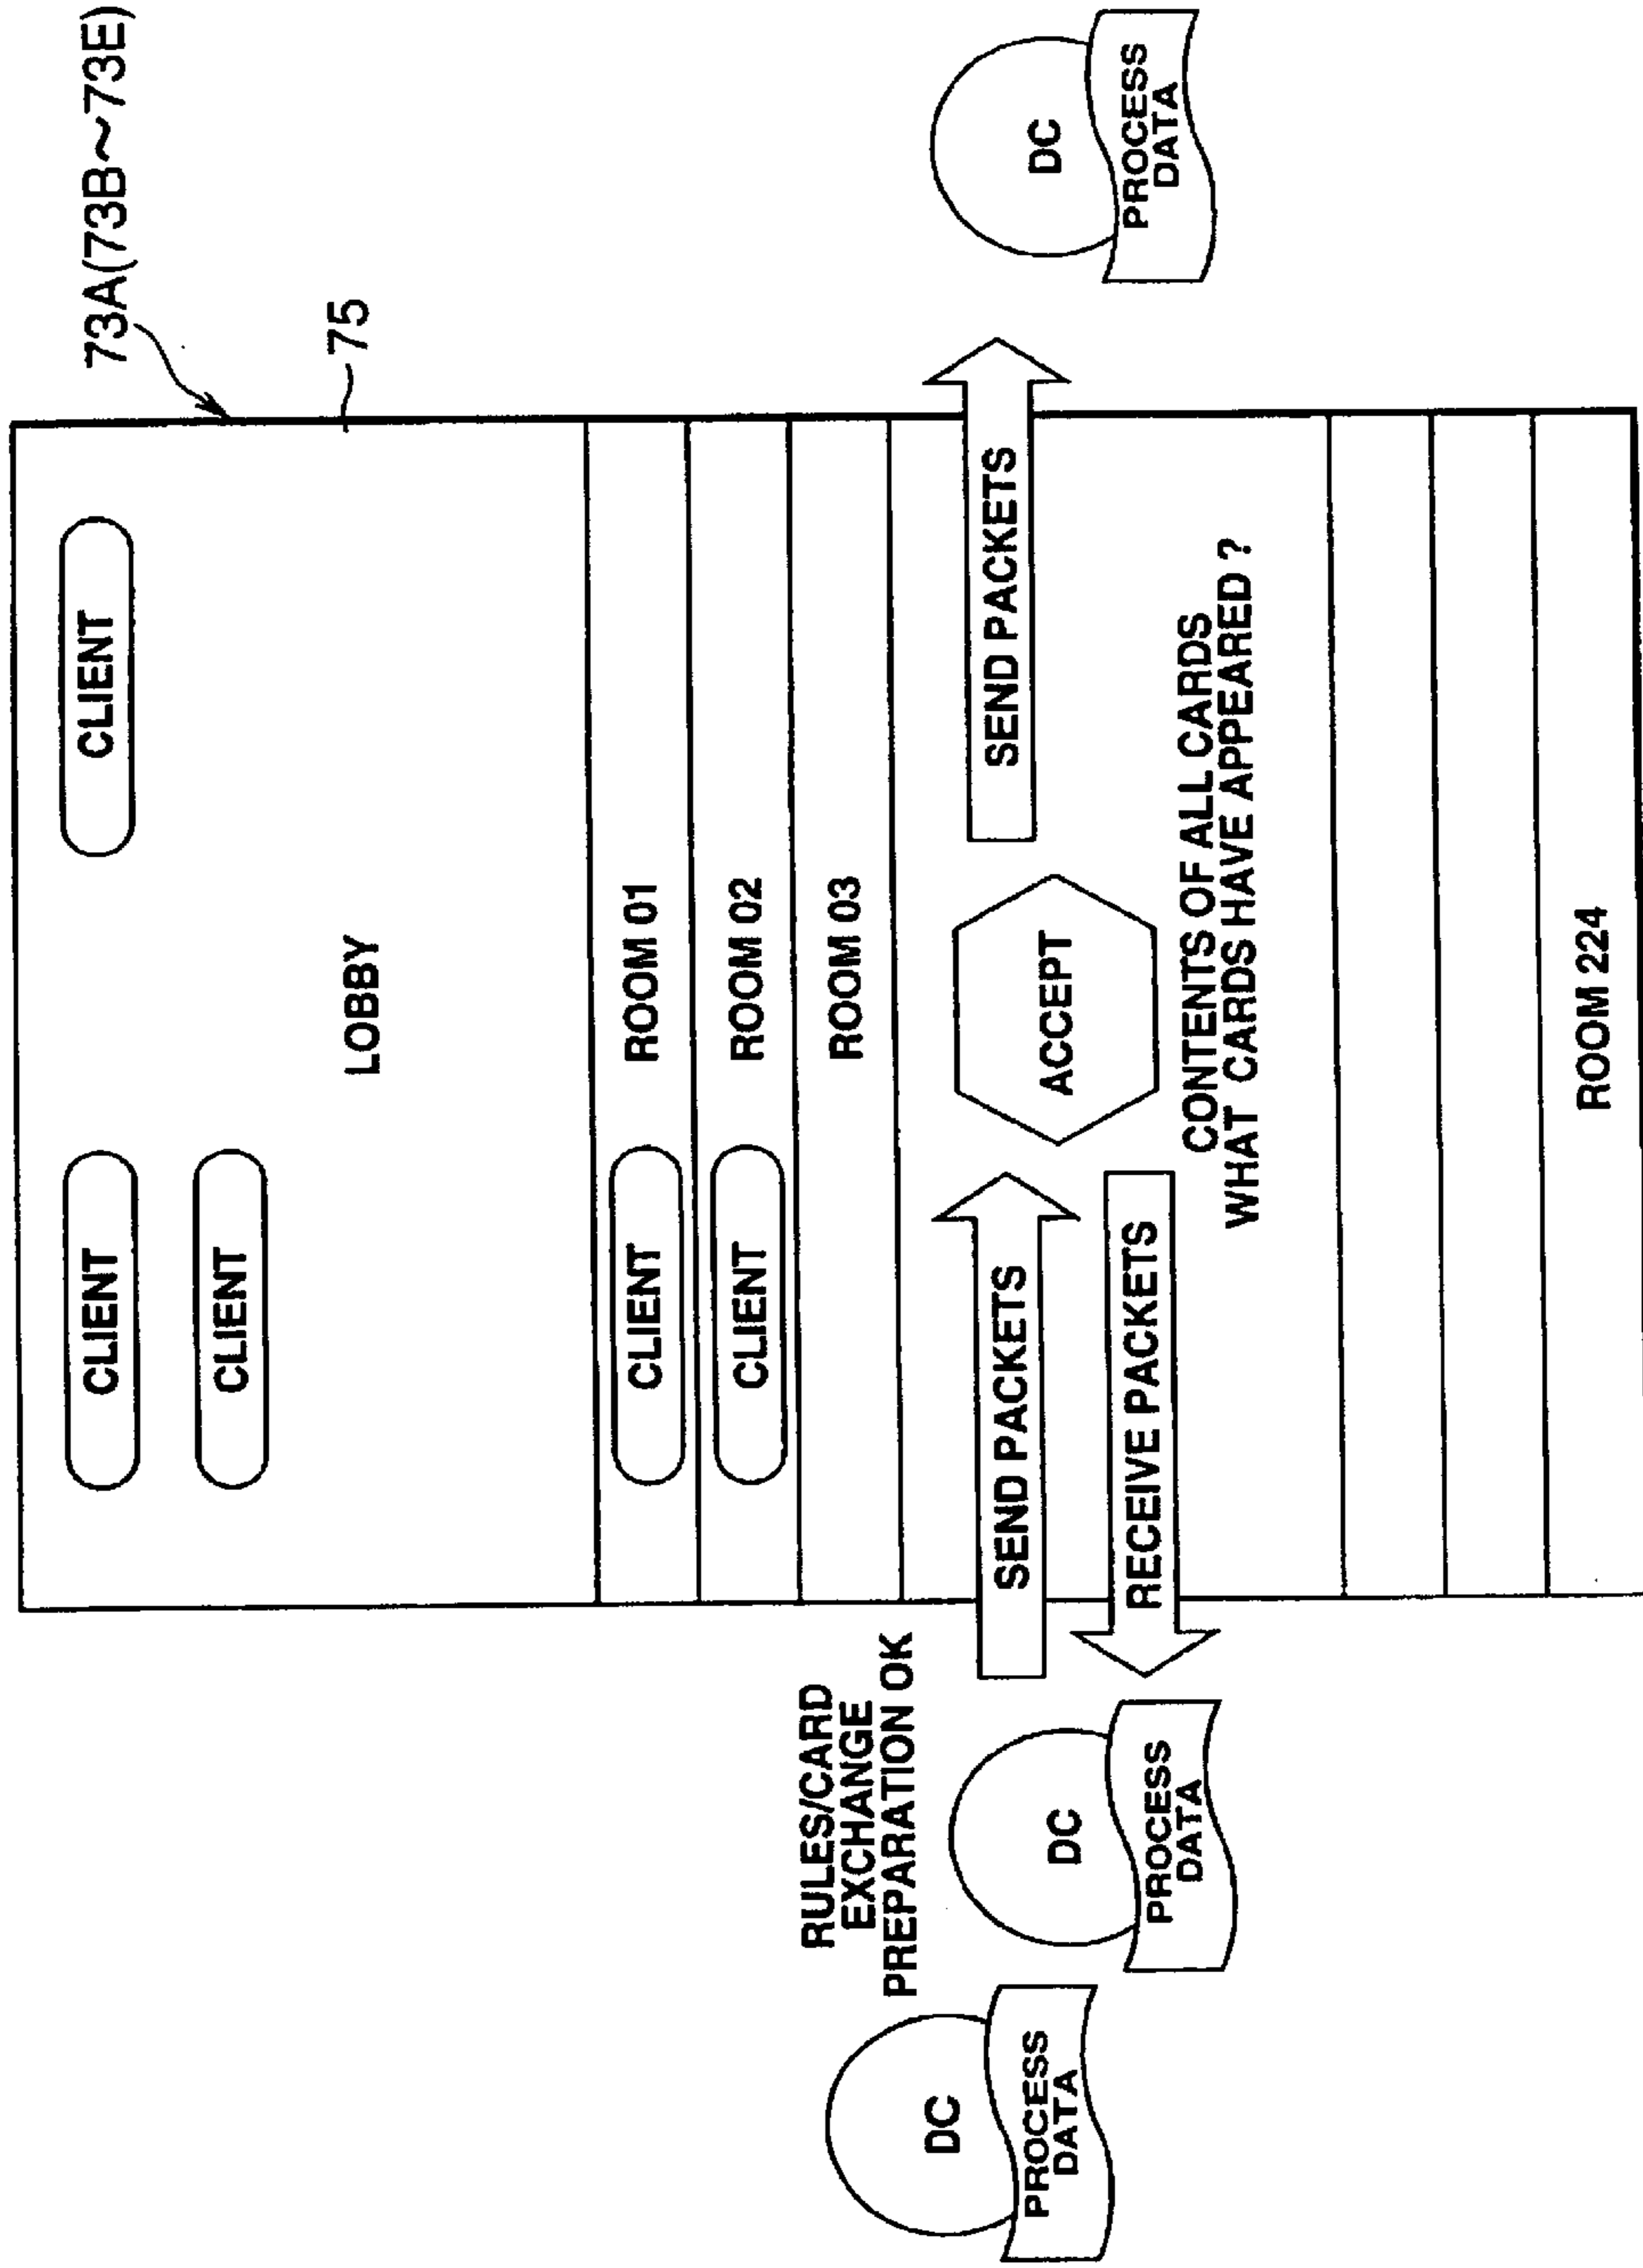 73A(73B~73E)
75
CLIENT
CLIENT
CLIENT
LOBBY
CLIENT
ROOM 01
CLIENT
ROOM 02
ROOM 03
RULES/CARD
EXCHANGE
PREPARATION OK
DC
PROCESS
DATA
DC
PROCESS
DATA
SEND PACKETS
RECEIVE PACKETS
ACCEPT
SEND PACKETS
DC
PROCESS
DATA
CONTENTS OF ALL CARDS
WHAT CARDS HAVE APPEARED ?
ROOM 224